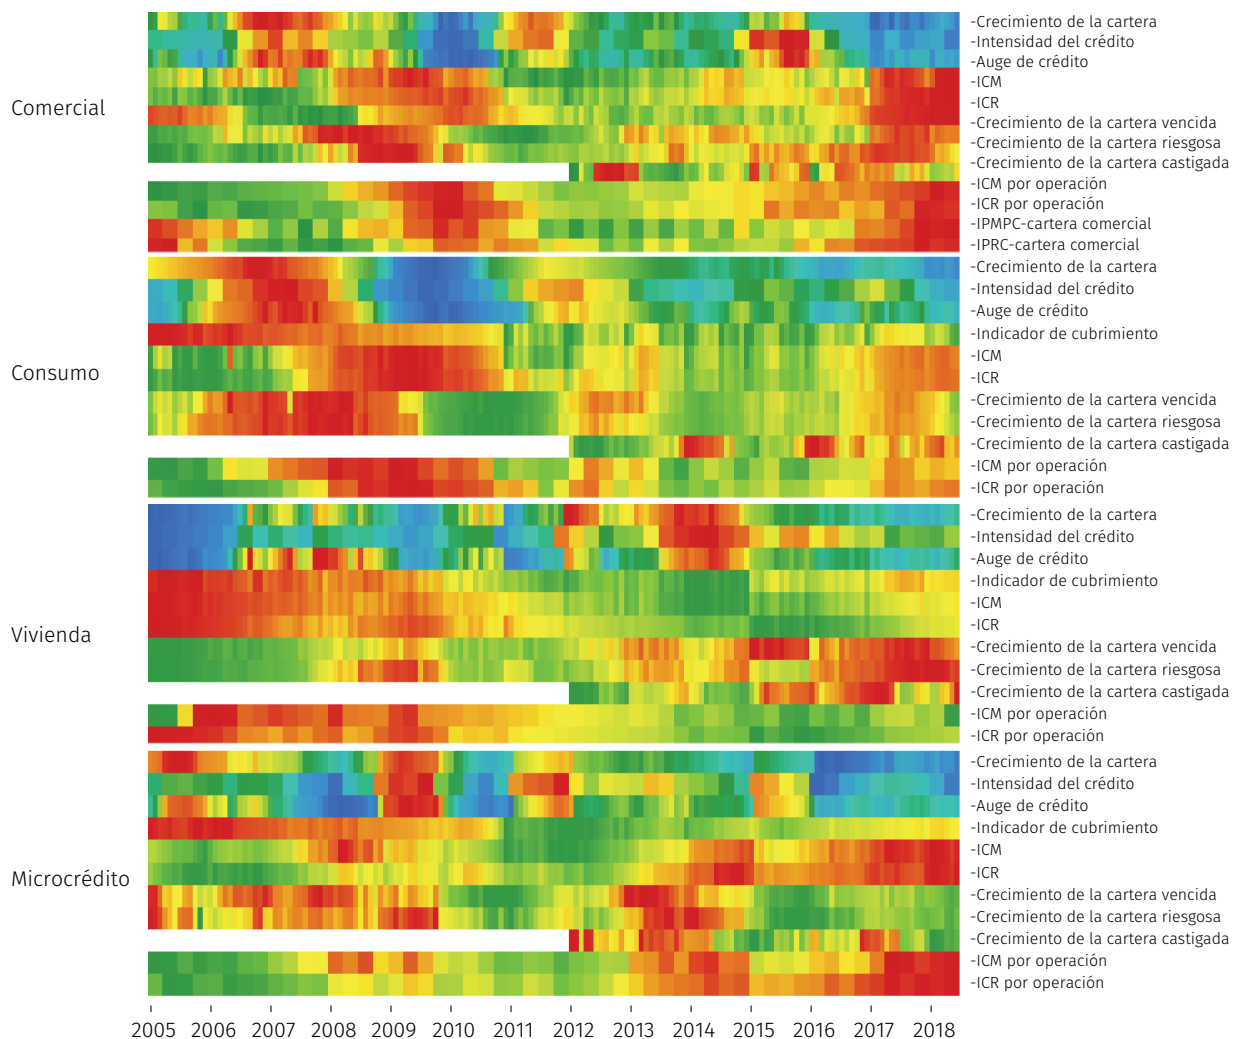 Comercial
-Crecimiento de la cartera
-Intensidad del crédito
-Auge de crédito
-ICM
-ICR
-Crecimiento de la cartera vencida
-Crecimiento de la cartera riesgosa
-Crecimiento de la cartera castigada
-ICM por operación
-ICR por operación
-IPMPC-cartera comercial
-IPRC-cartera comercial
Consumo
-Crecimiento de la cartera
-Intensidad del crédito
-Auge de crédito
-Indicador de cubrimiento
-ICM
-ICR
-Crecimiento de la cartera vencida
-Crecimiento de la cartera riesgosa
-Crecimiento de la cartera castigada
-ICM por operación
-ICR por operación
Vivienda
-Crecimiento de la cartera
-Intensidad del crédito
-Auge de crédito
-Indicador de cubrimiento
-ICM
-ICR
-Crecimiento de la cartera vencida
-Crecimiento de la cartera riesgosa
-Crecimiento de la cartera castigada
-ICM por operación
-ICR por operación
Microcrédito
-Crecimiento de la cartera
-Intensidad del crédito
-Auge de crédito
-Indicador de cubrimiento
-ICM
-ICR
-Crecimiento de la cartera vencida
-Crecimiento de la cartera riesgosa
-Crecimiento de la cartera castigada
-ICM por operación
-ICR por operación
2005 2006 2007 2008 2009 2010 2011 2012 2013 2014 2015 2016 2017 2018